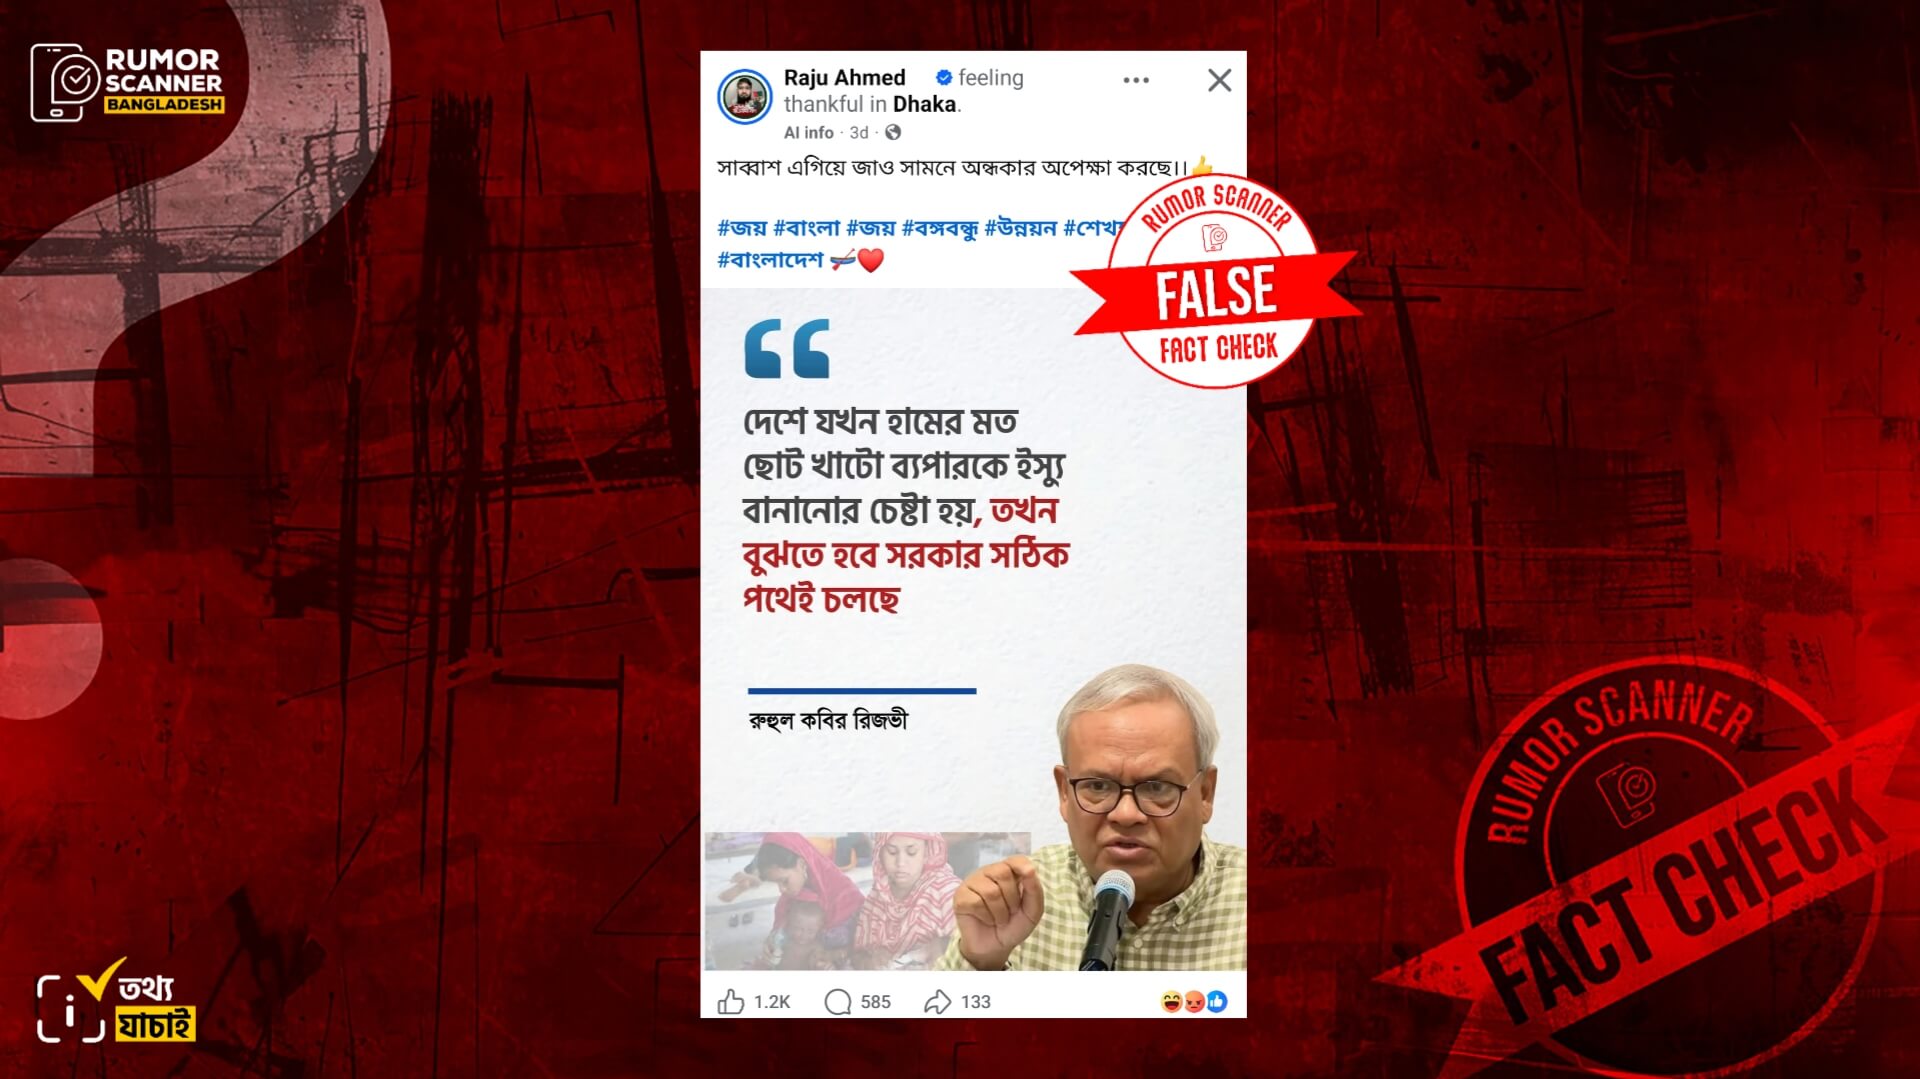 RUMOR
SCANNER
BANGLADESH
Raju Ahmed feeling
thankful in Dhaka.
AI info · 3d ·
সাব্বাশ এগিয়ে জাও সামনে অন্ধকার অপেক্ষা করছে।।👍
#জয় #বাংলা #জয় #বঙ্গবন্ধু #উন্নয়ন
#বাংলাদেশ 🛶❤️
RUMOR SCANNER
FALSE
FACT CHECK
“
দেশে যখন হামের মত
ছোট খাটো ব্যপারকে ইস্যু
বানানোর চেষ্টা হয়, তখন
বুঝতে হবে সরকার সঠিক
পথেই চলছে
রুহুল কবির রিজভী
1.2K 585 133
RUMOR SCANNER
FACT CHECK
তথ্য
যাচাই